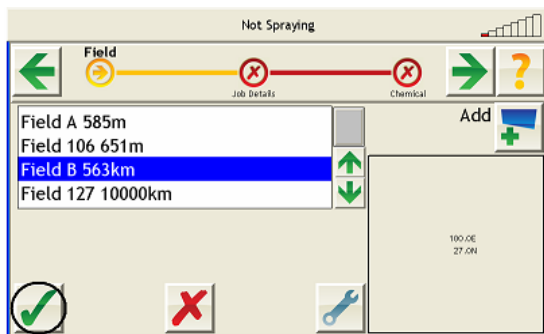 Not Spraying
Field
Job Details
Chemical
?
Add
Field A 585m
Field 106 651m
Field B 563km
Field 127 10000km
100.0E
27.0N